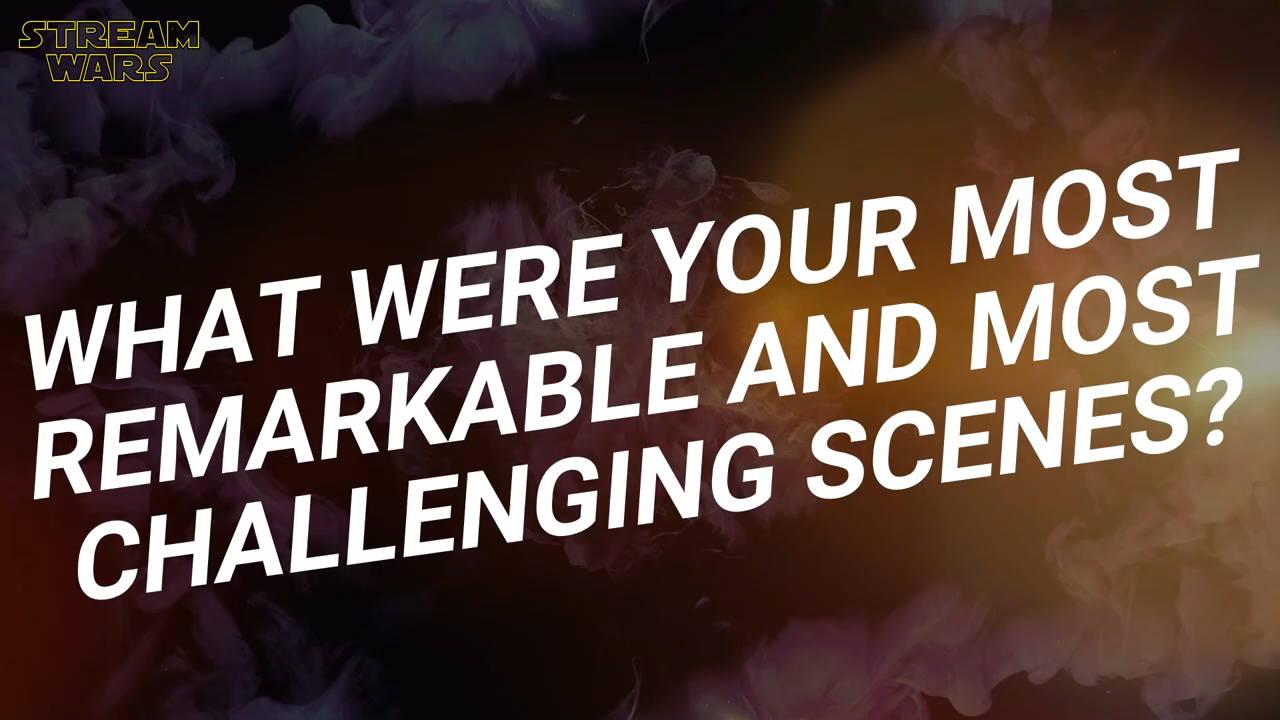 STREAM
WARS
WHAT WERE YOUR MOST
REMARKABLE AND MOST
CHALLENGING SCENES?